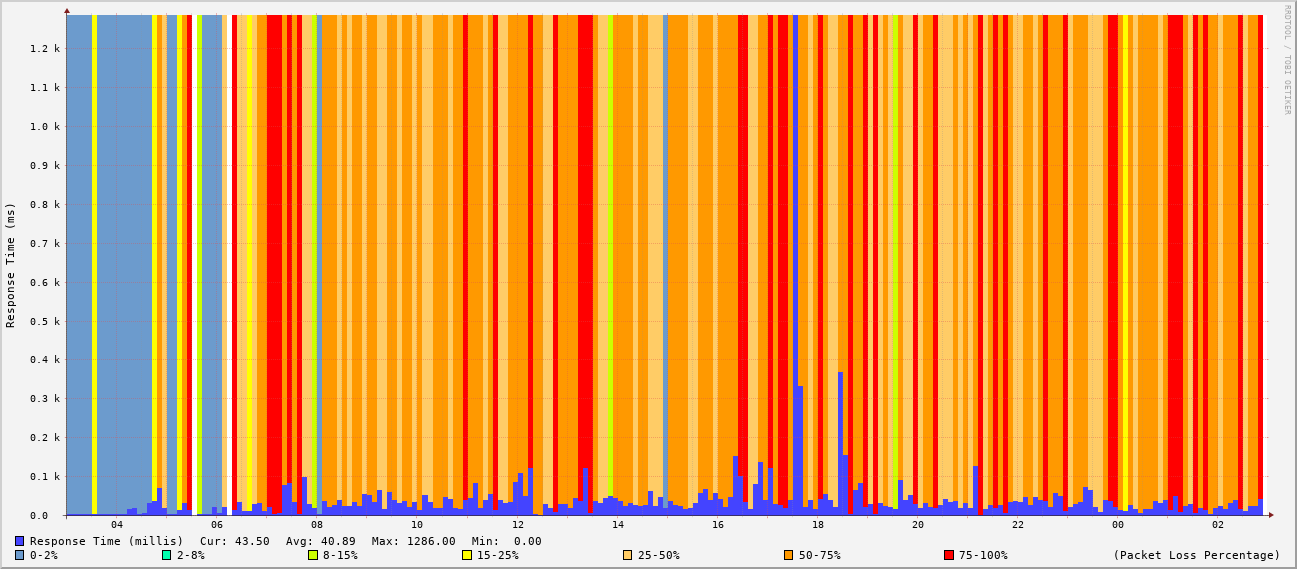 RRDTOOL / TOBI OETIKER
Response Time (ms)
1.2 k
1.1 k
1.0 k
0.9 k
0.8 k
0.7 k
0.6 k
0.5 k
0.4 k
0.3 k
0.2 k
0.1 k
0.0
04 06 08 10 12 14 16 18 20 22 00 02
Response Time (millis) Cur: 43.50 Avg: 40.89 Max: 1286.00 Min: 0.00
0-2% 2-8% 8-15% 15-25% 25-50% 50-75% 75-100% (Packet Loss Percentage)